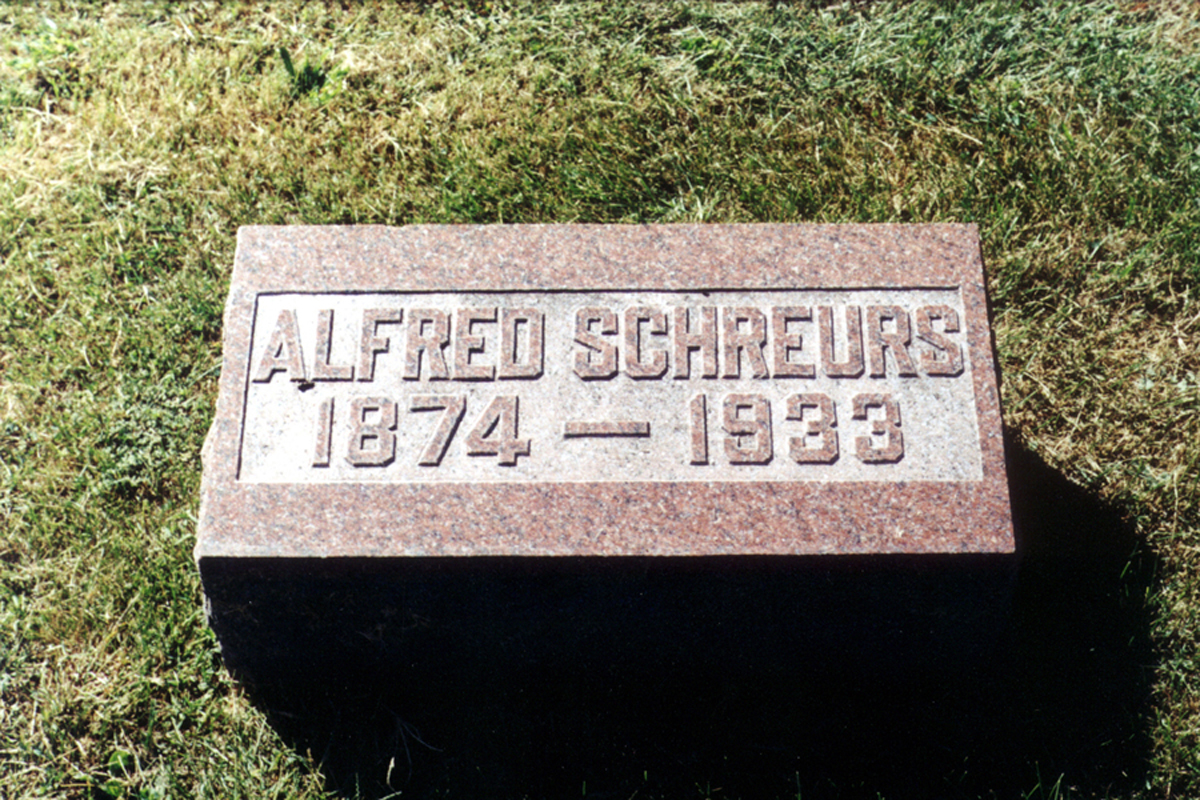 ALFRED SCHREURS
1874 — 1933